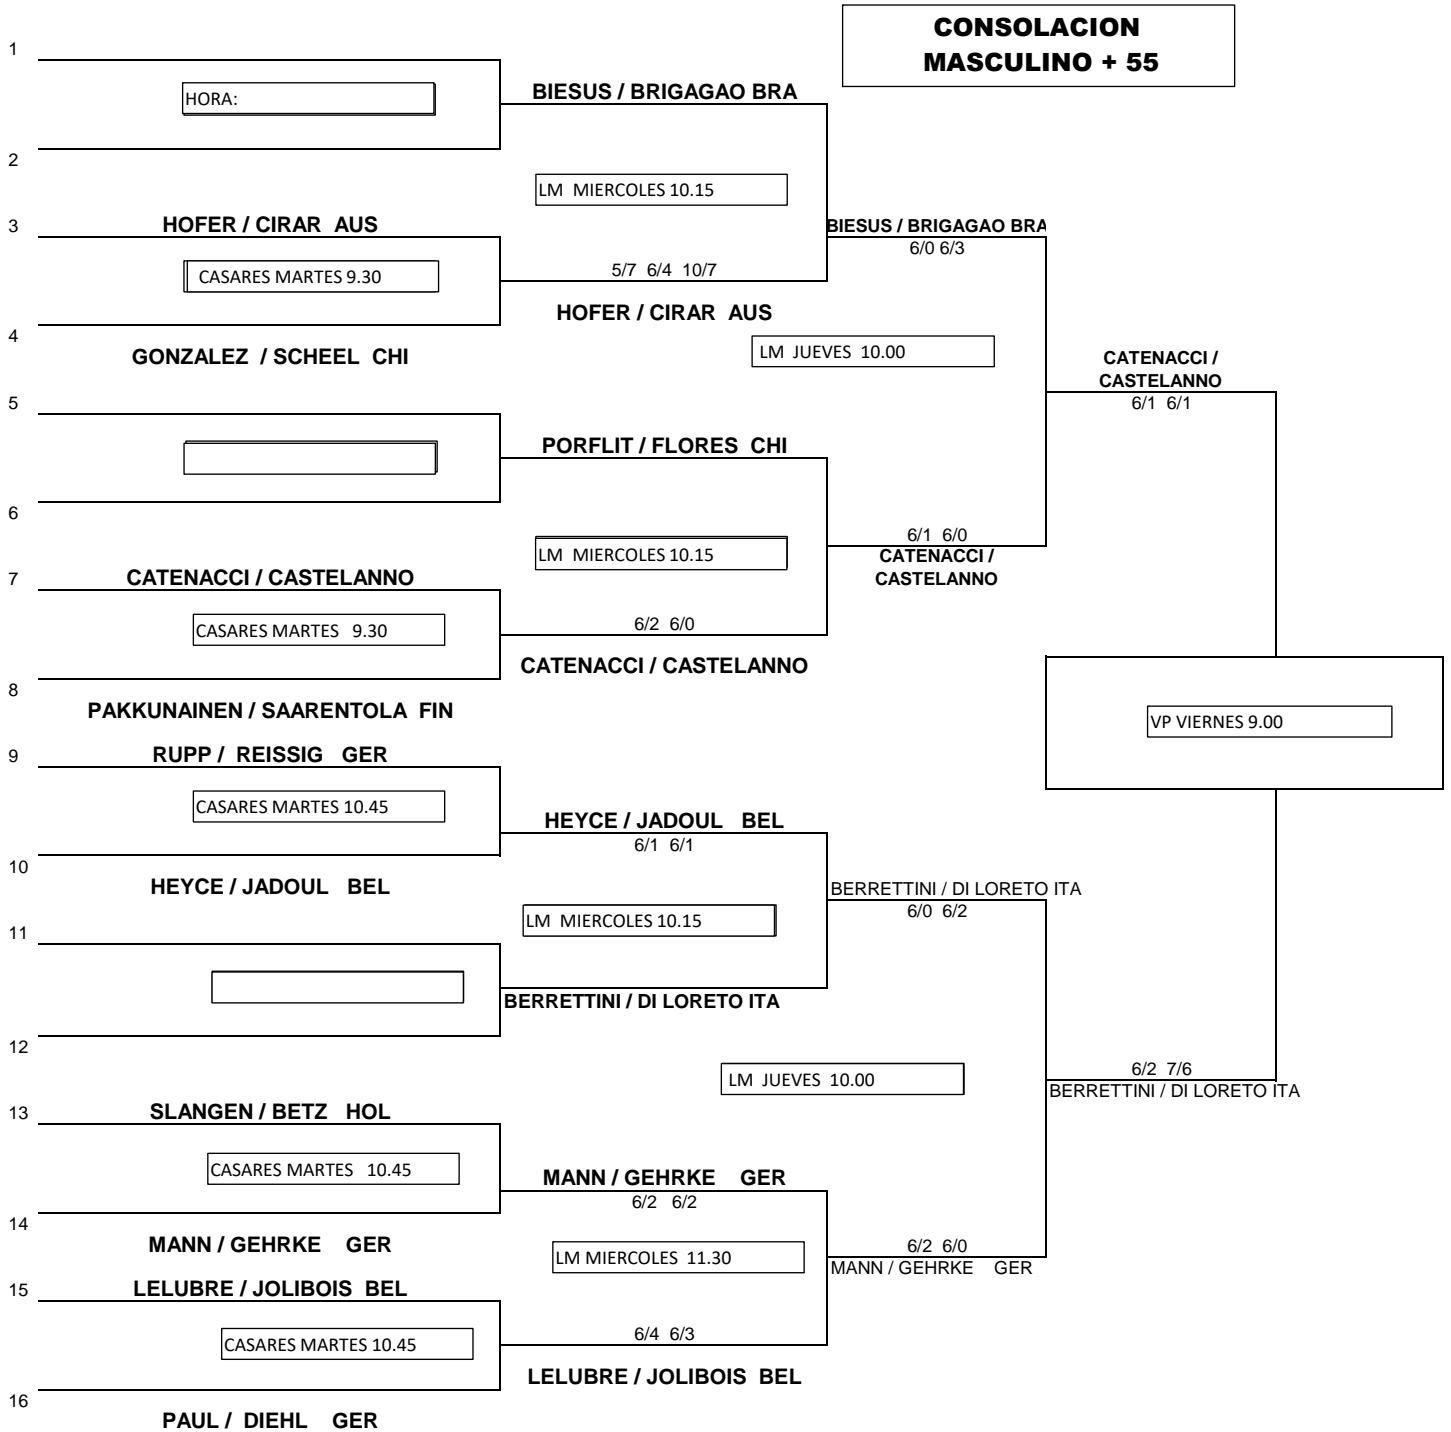 CONSOLACION
MASCULINO + 55
1
HORA:
BIESUS / BRIGAGAO BRA
2
LM  MIERCOLES 10.15
3
HOFER / CIRAR  AUS
BIESUS / BRIGAGAO BRA
6/0 6/3
CASARES MARTES 9.30
5/7  6/4  10/7
HOFER / CIRAR  AUS
4
GONZALEZ  / SCHEEL  CHI
LM  JUEVES  10.00
CATENACCI /
CASTELANNO
6/1  6/1
5
PORFLIT / FLORES  CHI
6
LM  MIERCOLES 10.15
6/1  6/0
CATENACCI /
CASTELANNO
7
CATENACCI / CASTELANNO
CASARES MARTES   9.30
6/2  6/0
CATENACCI / CASTELANNO
8
PAKKUNAINEN / SAARENTOLA  FIN
VP VIERNES 9.00
9
RUPP /  REISSIG   GER
CASARES MARTES 10.45
HEYCE / JADOUL   BEL
6/1  6/1
10
HEYCE / JADOUL   BEL
BERRETTINI / DI LORETO ITA
6/0  6/2
LM  MIERCOLES 10.15
11
BERRETTINI / DI LORETO ITA
12
LM  JUEVES  10.00
6/2  7/6
BERRETTINI / DI LORETO ITA
13
SLANGEN / BETZ   HOL
CASARES MARTES   10.45
MANN / GEHRKE    GER
6/2   6/2
14
MANN / GEHRKE    GER
LM MIERCOLES  11.30
6/2  6/0
MANN / GEHRKE    GER
15
LELUBRE / JOLIBOIS  BEL
CASARES MARTES 10.45
6/4  6/3
LELUBRE / JOLIBOIS  BEL
16
PAUL /  DIEHL    GER